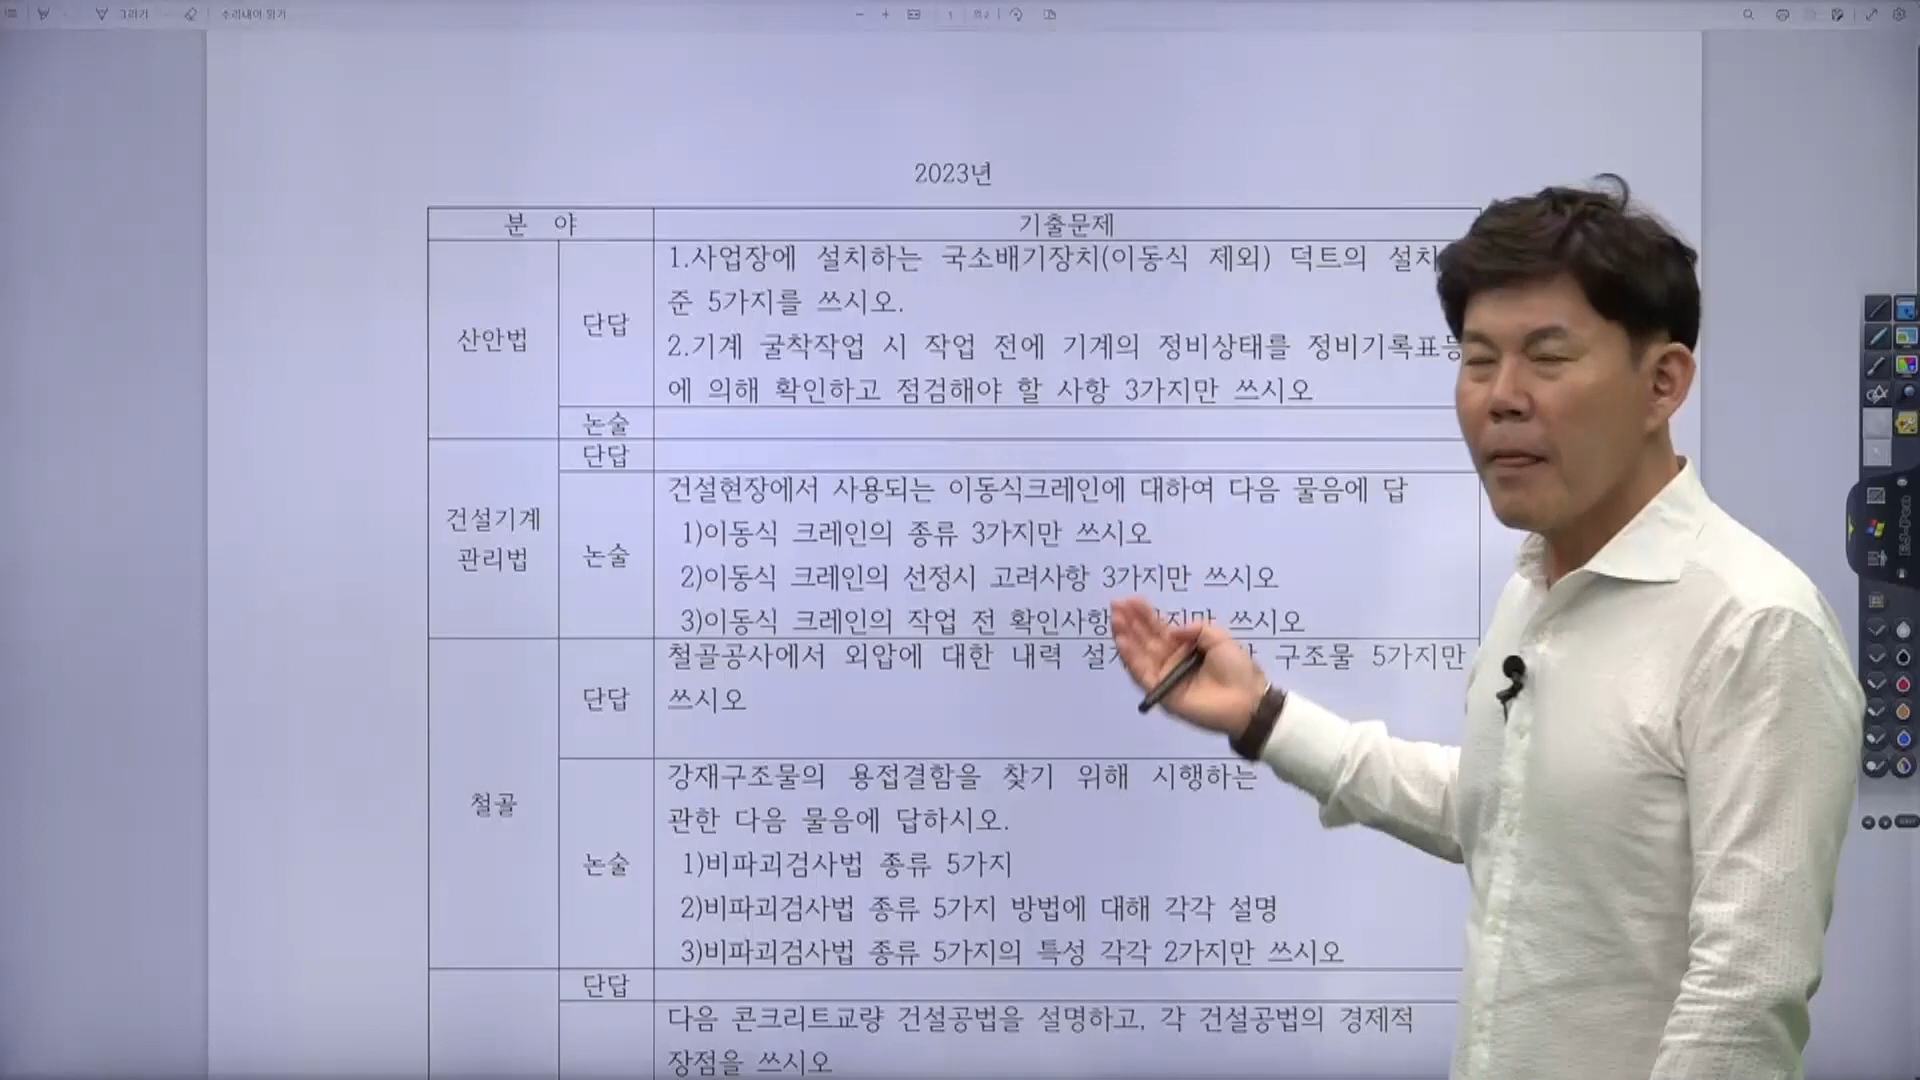 그리기
소리내어 읽기
1
2023년
분 야
기출문제
산안법
단답
1.사업장에 설치하는 국소배기장치(이동식 제외) 덕트의 설치
준 5가지를 쓰시오.
2.기계 굴착작업 시 작업 전에 기계의 정비상태를 정비기록표등
에 의해 확인하고 점검해야 할 사항 3가지만 쓰시오
논술
단답
건설기계
관리법
논술
건설현장에서 사용되는 이동식크레인에 대하여 다음 물음에 답
1)이동식 크레인의 종류 3가지만 쓰시오
2)이동식 크레인의 선정시 고려사항 3가지만 쓰시오
3)이동식 크레인의 작업 전 확인사항 쓰시오
철골
단답
철골공사에서 외압에 대한 내력 구조물 5가지만
쓰시오
논술
강재구조물의 용접결함을 찾기 위해 시행하는
관한 다음 물음에 답하시오.
1)비파괴검사법 종류 5가지
2)비파괴검사법 종류 5가지 방법에 대해 각각 설명
3)비파괴검사법 종류 5가지의 특성 각각 2가지만 쓰시오
단답
다음 콘크리트교량 건설공법을 설명하고, 각 건설공법의 경제적
장점을 쓰시오